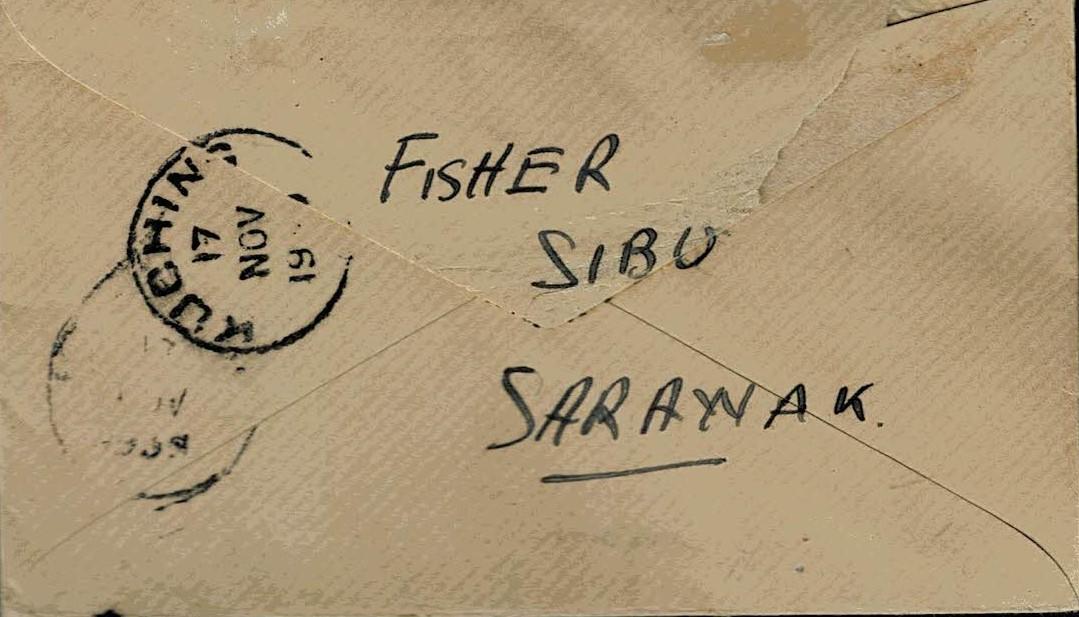 FISHER
SIBU
SARAWAK.
KUCHING
17
NOV
19